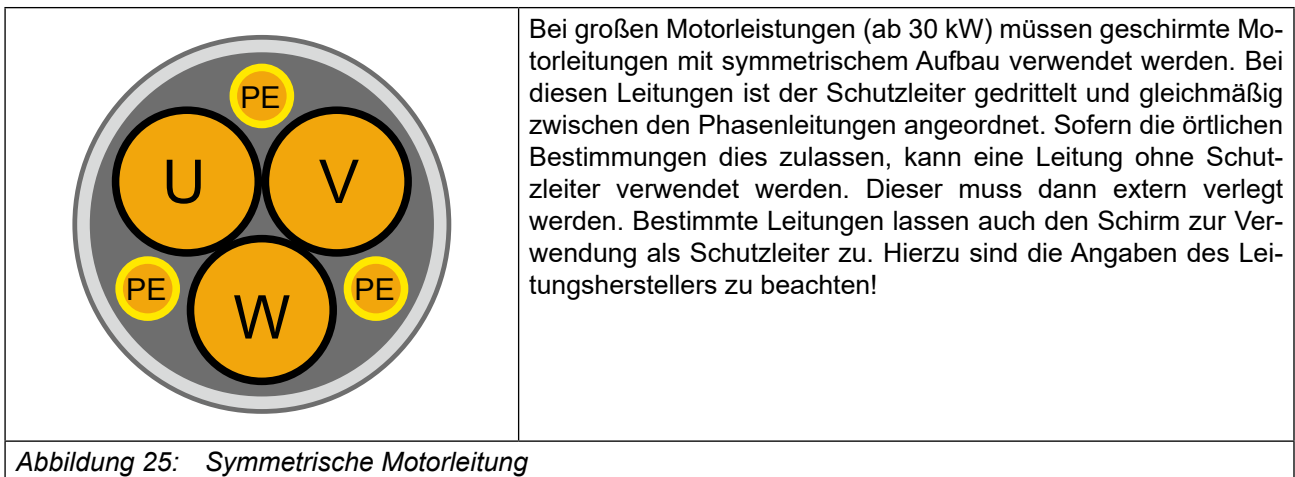 PE
U
V
PE
W
PE
Bei großen Motorleistungen (ab 30 kW) müssen geschirmte Mo-
torleitungen mit symmetrischem Aufbau verwendet werden. Bei
diesen Leitungen ist der Schutzleiter gedrittelt und gleichmäßig
zwischen den Phasenleitungen angeordnet. Sofern die örtlichen
Bestimmungen dies zulassen, kann eine Leitung ohne Schut-
zleiter verwendet werden. Dieser muss dann extern verlegt
werden. Bestimmte Leitungen lassen auch den Schirm zur Ver-
wendung als Schutzleiter zu. Hierzu sind die Angaben des Lei-
tungsherstellers zu beachten!
Abbildung 25: Symmetrische Motorleitung